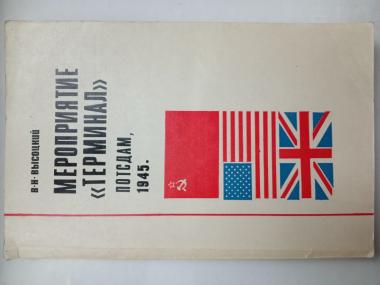 В·Н·ВЫСОЦКИЙ
МЕРОПРИЯТИЕ
«ТЕРМИНАЛ»
ПОТСДАМ,
1945.